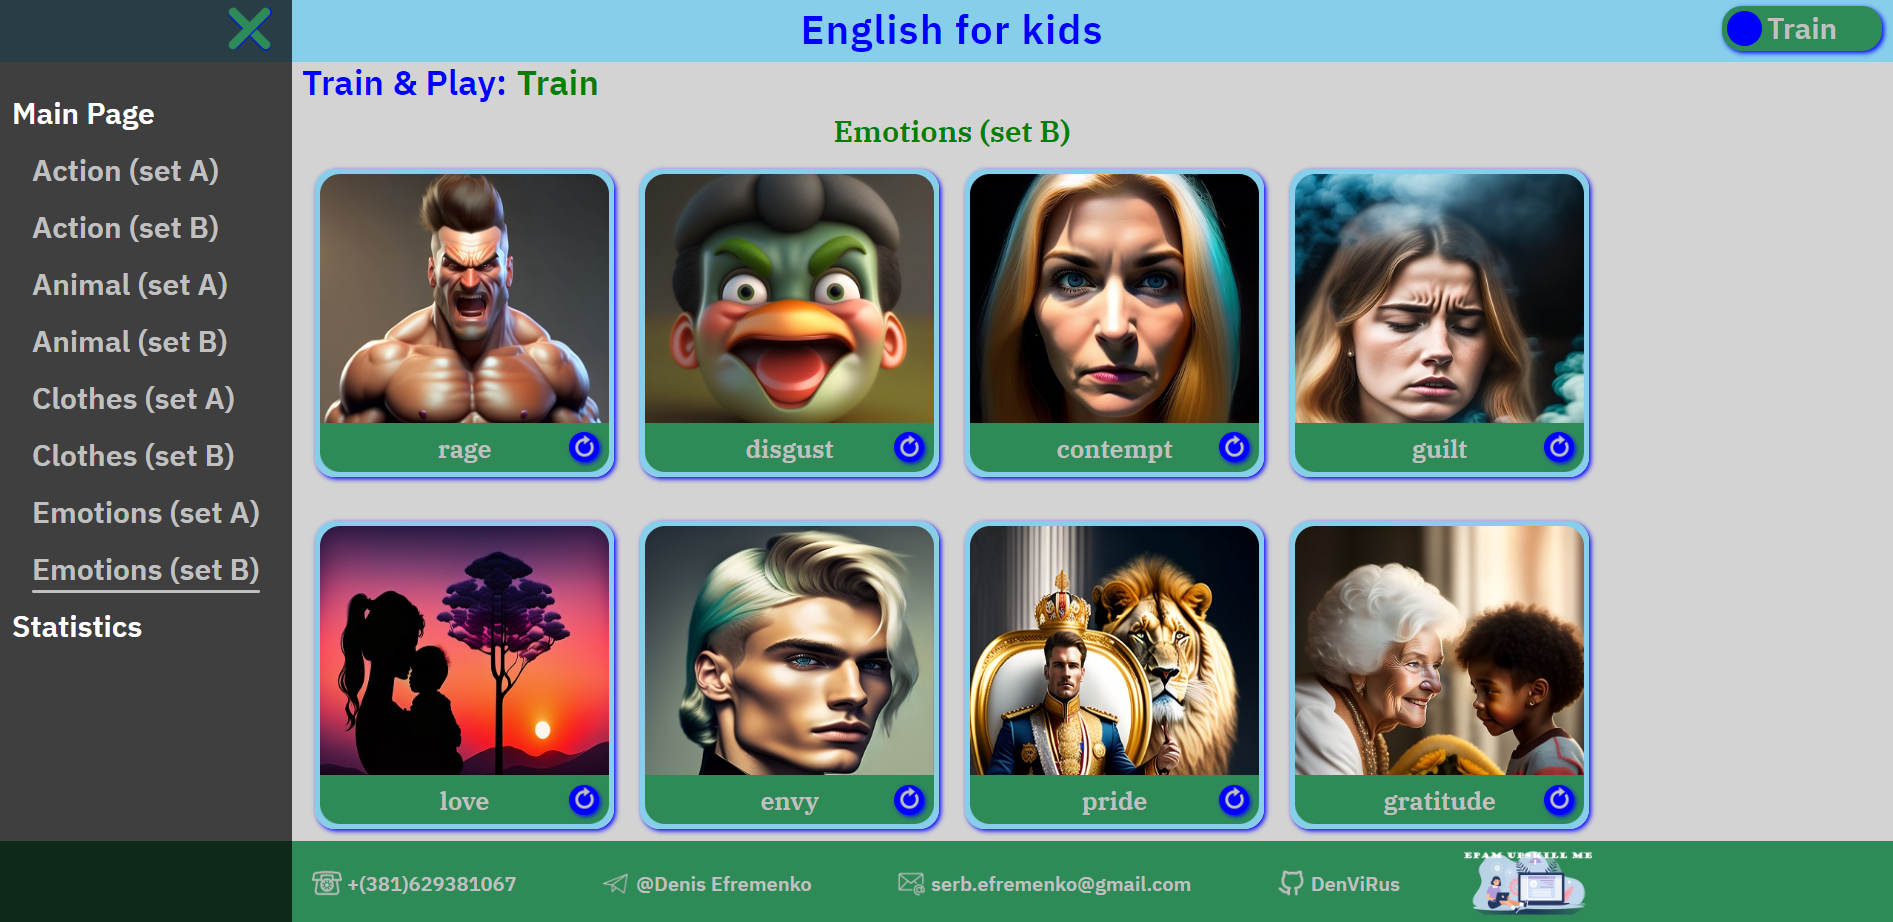 English for kids
Train
Main Page
Action (set A)
Action (set B)
Animal (set A)
Animal (set B)
Clothes (set A)
Clothes (set B)
Emotions (set A)
Emotions (set B)
Statistics
Train & Play: Train
Emotions (set B)
rage
disgust
contempt
guilt
love
envy
pride
gratitude
+(381)629381067
@Denis Efremenko
serb.efremenko@gmail.com
DenViRus
EPAM UPSKILL ME